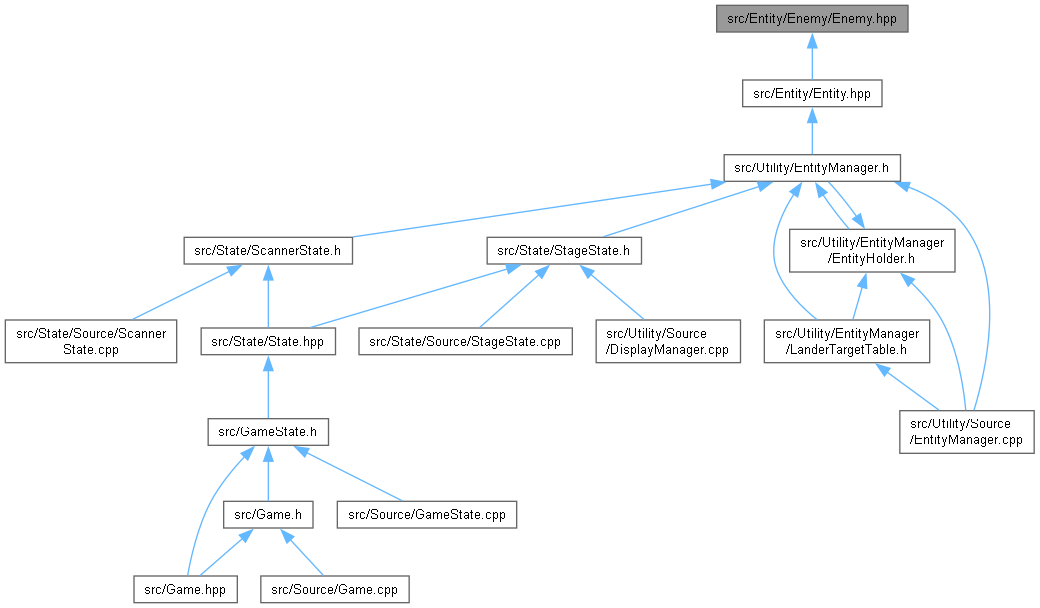 src/Entity/Enemy/Enemy.hpp
src/Entity/Entity.hpp
src/Utility/EntityManager.h
src/State/ScannerState.h
src/State/StageState.h
src/Utility/EntityManager
/EntityHolder.h
src/State/Source/Scanner
State.cpp
src/State/State.hpp
src/State/Source/StageState.cpp
src/Utility/Source
/DisplayManager.cpp
src/Utility/EntityManager
/LanderTargetTable.h
src/GameState.h
src/Utility/Source
/EntityManager.cpp
src/Game.h
src/Source/GameState.cpp
src/Game.hpp
src/Source/Game.cpp